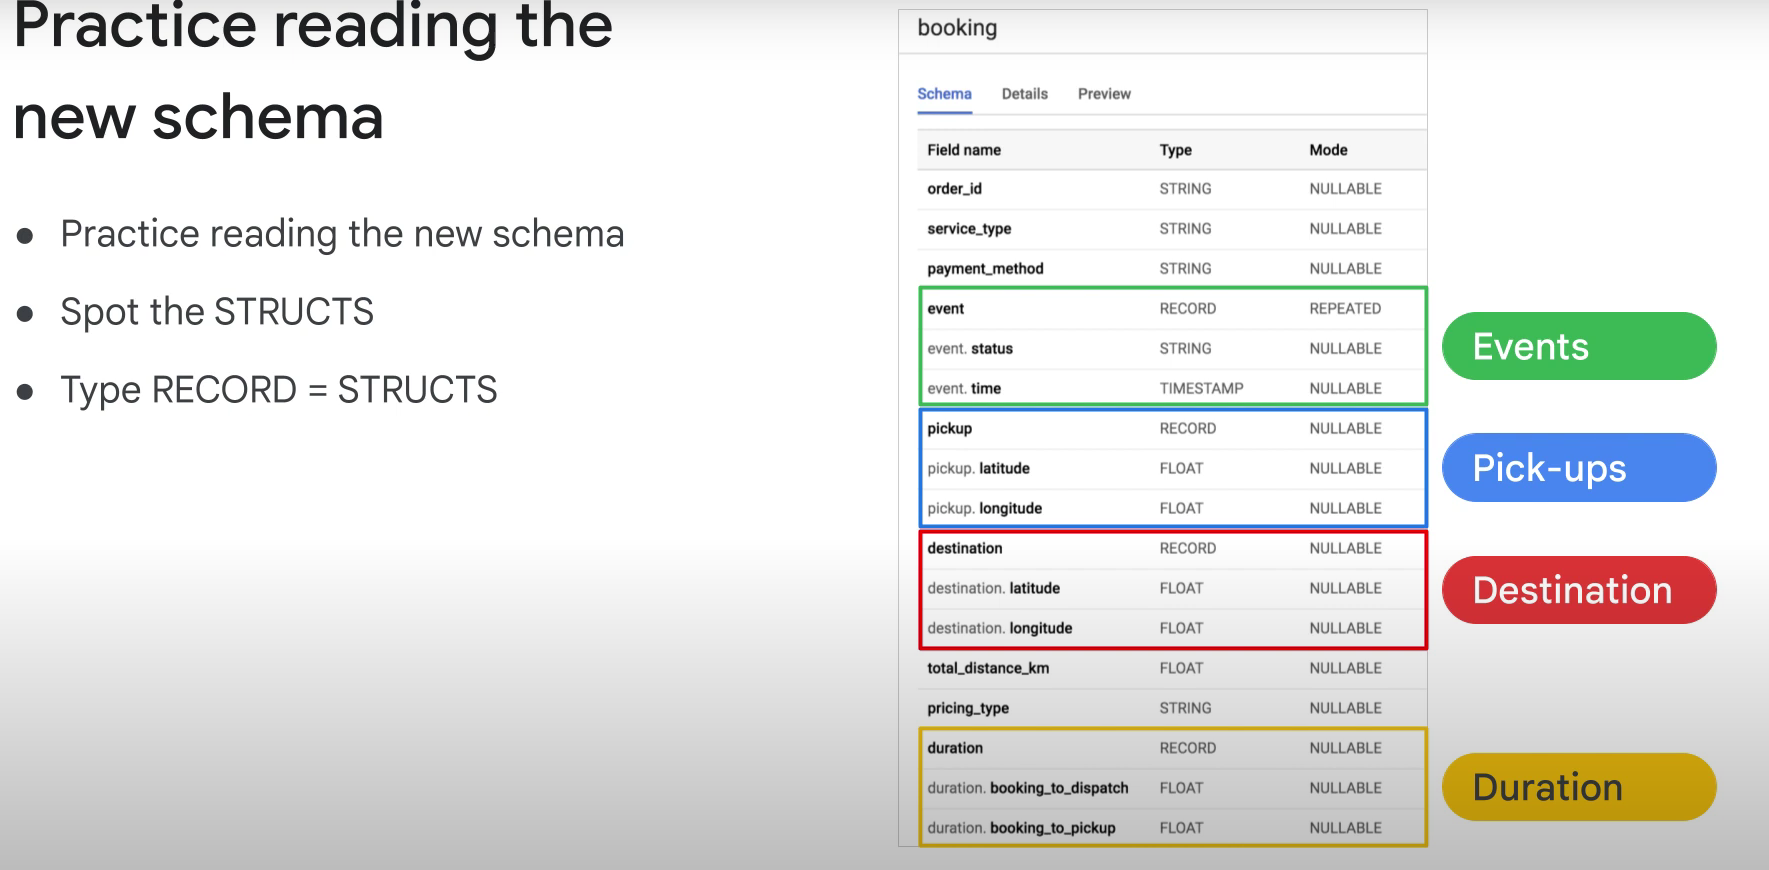 Practice reading the
new schema
● Practice reading the new schema
● Spot the STRUCTS
● Type RECORD = STRUCTS
booking
Schema Details Preview
Field name Type Mode
order_id STRING NULLABLE
service_type STRING NULLABLE
payment_method STRING NULLABLE
event RECORD REPEATED
event. status STRING NULLABLE
event. time TIMESTAMP NULLABLE
Events
pickup RECORD NULLABLE
pickup. latitude FLOAT NULLABLE
pickup. longitude FLOAT NULLABLE
Pick-ups
destination RECORD NULLABLE
destination. latitude FLOAT NULLABLE
destination. longitude FLOAT NULLABLE
Destination
total_distance_km FLOAT NULLABLE
pricing_type STRING NULLABLE
duration RECORD NULLABLE
duration. booking_to_dispatch FLOAT NULLABLE
duration. booking_to_pickup FLOAT NULLABLE
Duration